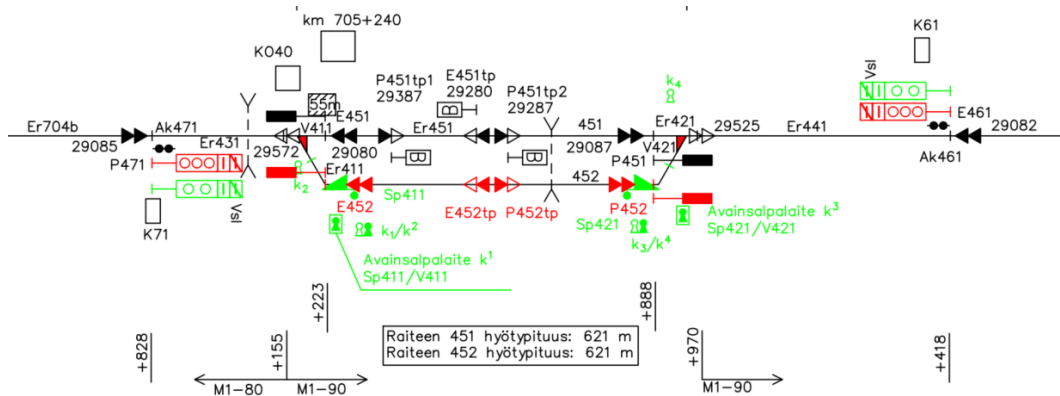 km 705+240
K61
K040
P451tp1
29387
E451tp
29280
P451tp2
29287
k4
Vsl
55m
E451
B
Er704b
Ak471
V411
Er451
451
Er421
E461
29085
Er431
29572
29080
29087
V421
29525
Er441
29082
P471
Er411
B
B
P451
Ak461
k2
452
Sp411
E452
E452tp
P452tp
P452
Sp421
Avainsalpalaite k³
Sp421/V421
Vsl
K71
k1/k²
k3/k⁴
Avainsalpalaite k¹
Sp411/V411
+223
+888
+828
+155
Raiteen 451 hyötypituus: 621 m
Raiteen 452 hyötypituus: 621 m
+970
+418
M1-80
M1-90
M1-90